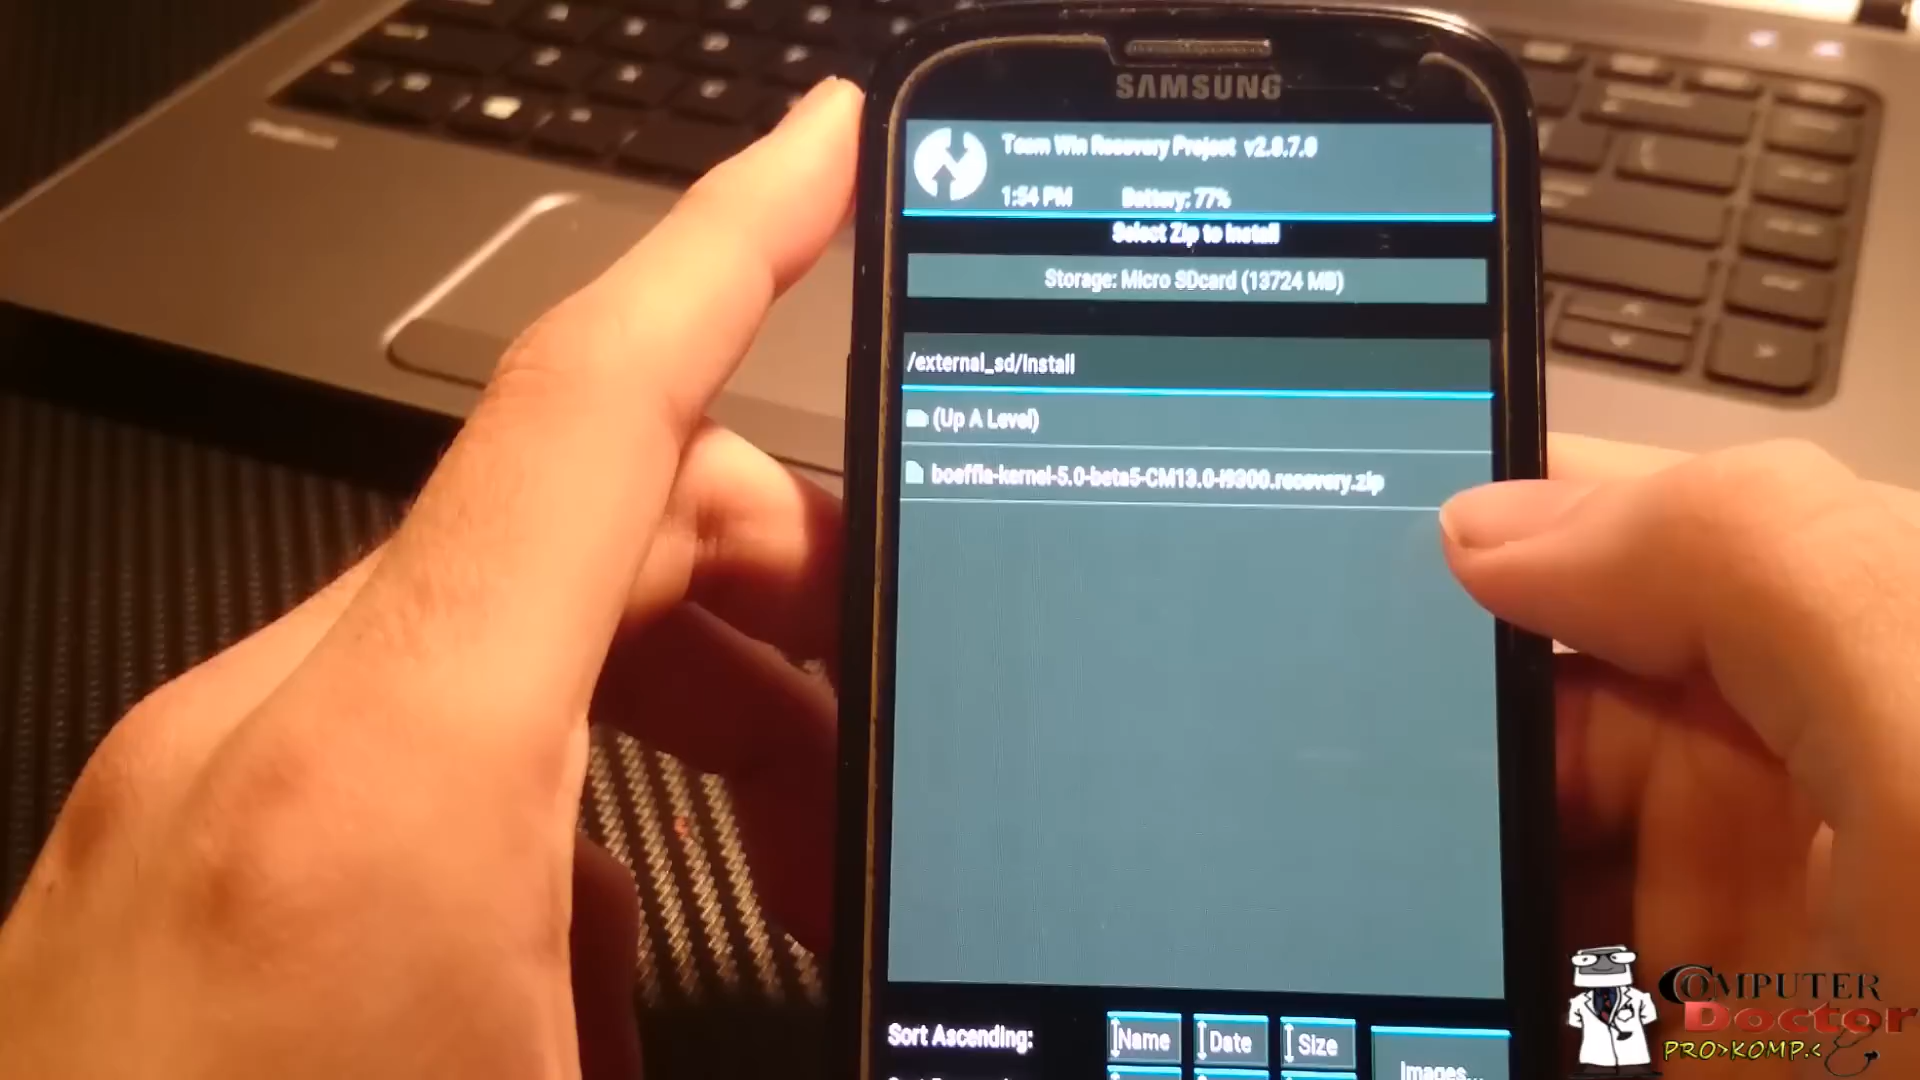 SAMSUNG
Team Win Recovery Project v2.8.7.0
1:54 PM Battery: 77%
Select Zip to Install
Storage: Micro SDcard (13724 MB)
/external_sd/Install
(Up A Level)
boeffla-kernel-5.0-beta5-CM13.0-i9300.recovery.zip
Sort Ascending:
Name
Date
Size
Images...
COMPUTER
Doctor
PRO>KOMP.<